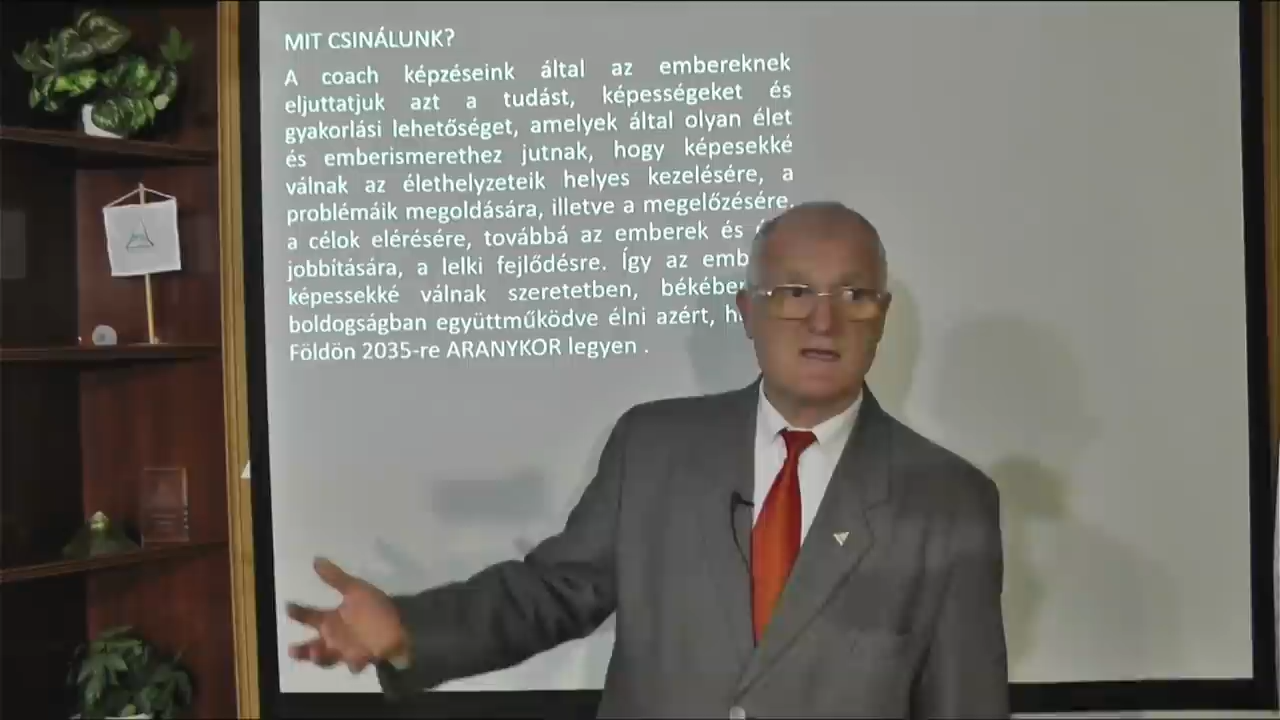 MIT CSINÁLUNK?
A coach képzéseink által az embereknek
eljuttatjuk azt a tudást, képességeket és
gyakorlási lehetőséget, amelyek által olyan élet
és emberismerethez jutnak, hogy képesekké
válnak az élethelyzeteik helyes kezelésére, a
problémáik megoldására, illetve a megelőzésére,
a célok elérésére, továbbá az emberek és
jobbítására, a lelki fejlődésre. Így az
képessekké válnak szeretetben,
boldogságban együttműködve élni azért,
Földön 2035-re ARANYKOR legyen .